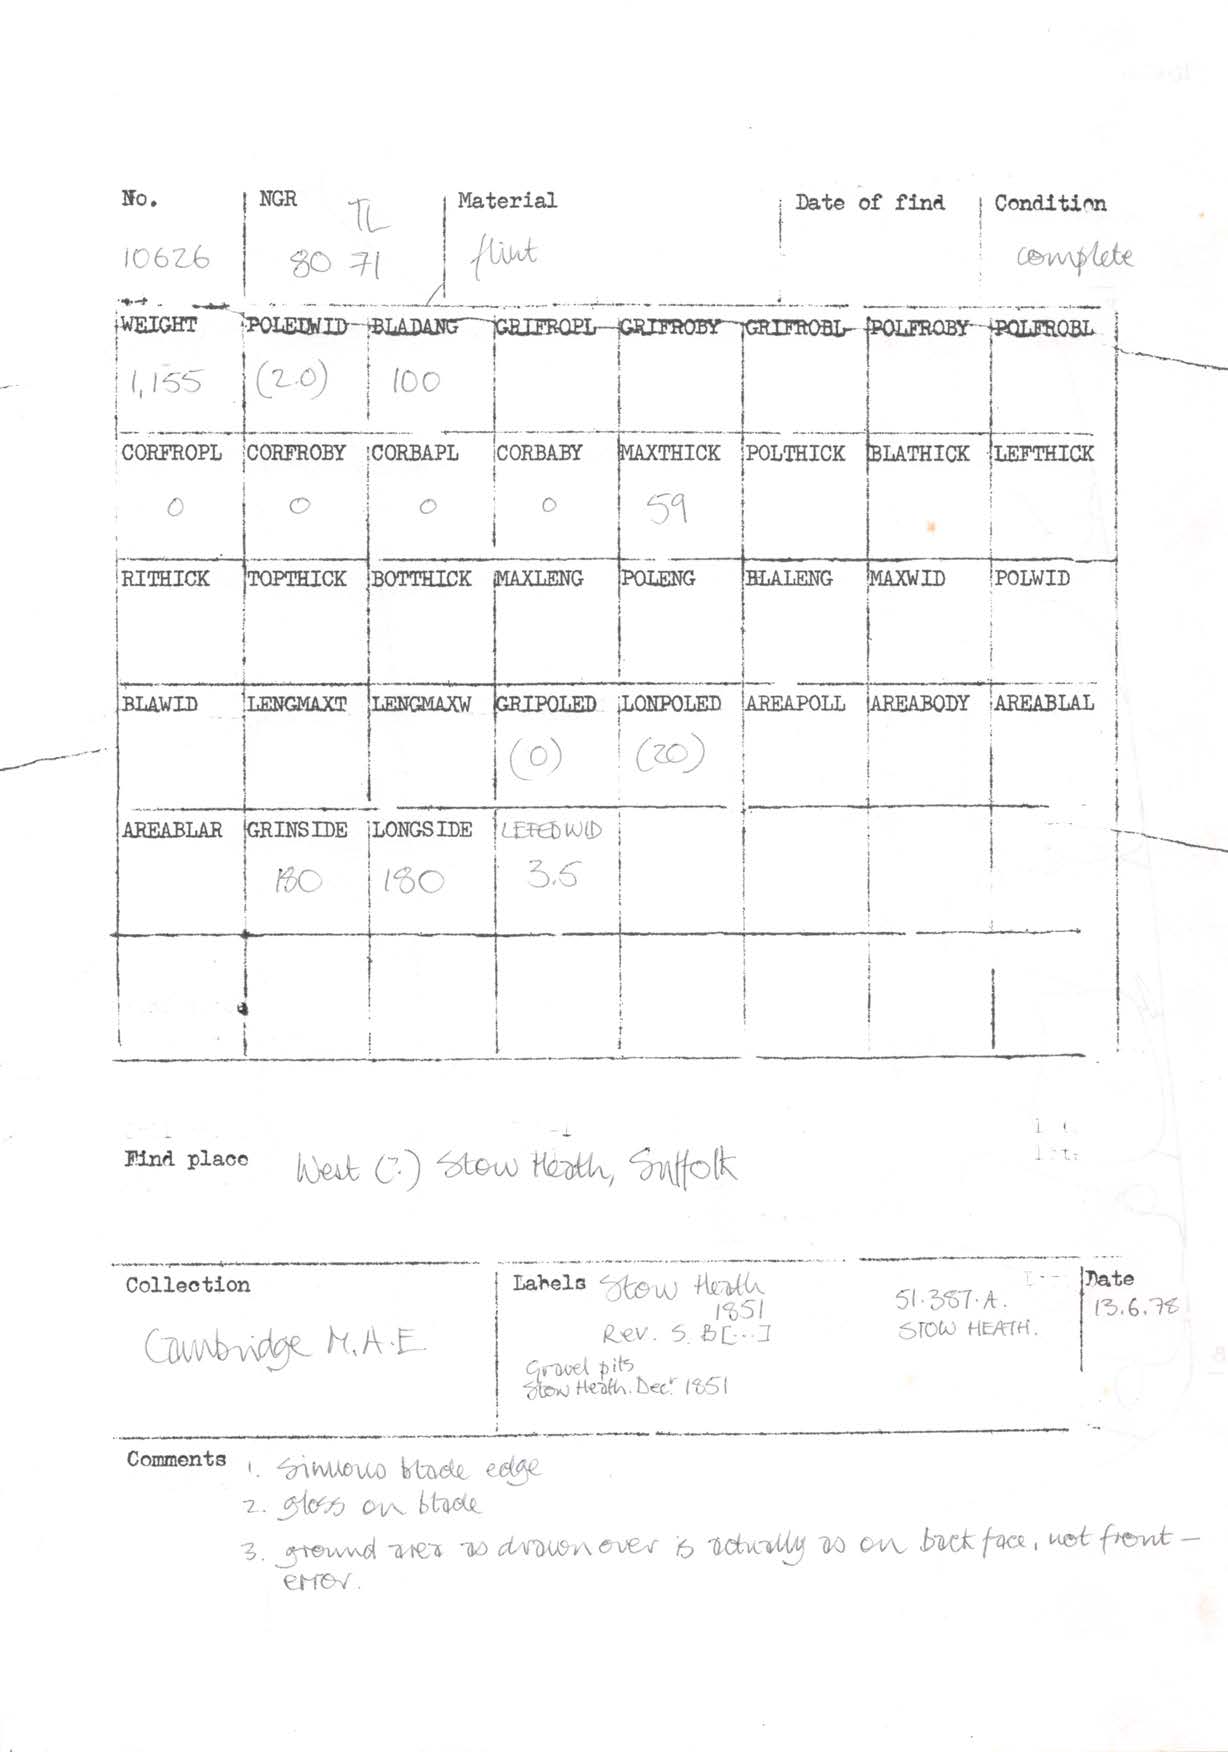 No. NGR Material Date of find Condition
TL
10626 80 71 flint complete
WEIGHT POLEDWID BLADANG GRIFROPL GRIFROBY GRIFROBL POLFROBY POLFROBL
1,155 (2.0) 100
CORFROPL CORFROBY CORBAPL CORBABY MAXTHICK POLTHICK BLATHICK LEFTHICK
0 0 0 0 59
RITHICK TOPTHICK BOTTHICK MAXLENG POLENG BLALENG MAXWID POLWID
BLAWID LENGMAXT LENGMAXW GRIPOLED LONPOLED AREAPOLL AREABODY AREABLAL
(0) (20)
AREABLAR GRINSIDE LONGSIDE LEFEDWID
180 180 3.5
Find place West (?) Stow Heath, Suffolk
Collection
Cambridge M.A.E
Labels Stow Heath
1851
Rev. S. B[...]
Gravel pits
Stow Heath. Decr. 1851
51.387.A.
STOW HEATH.
Date
13.6.78
Comments 1. Sinuous blade edge
2. gloss on blade
3. ground area as drawn over is actually as on back face, not front –
error.